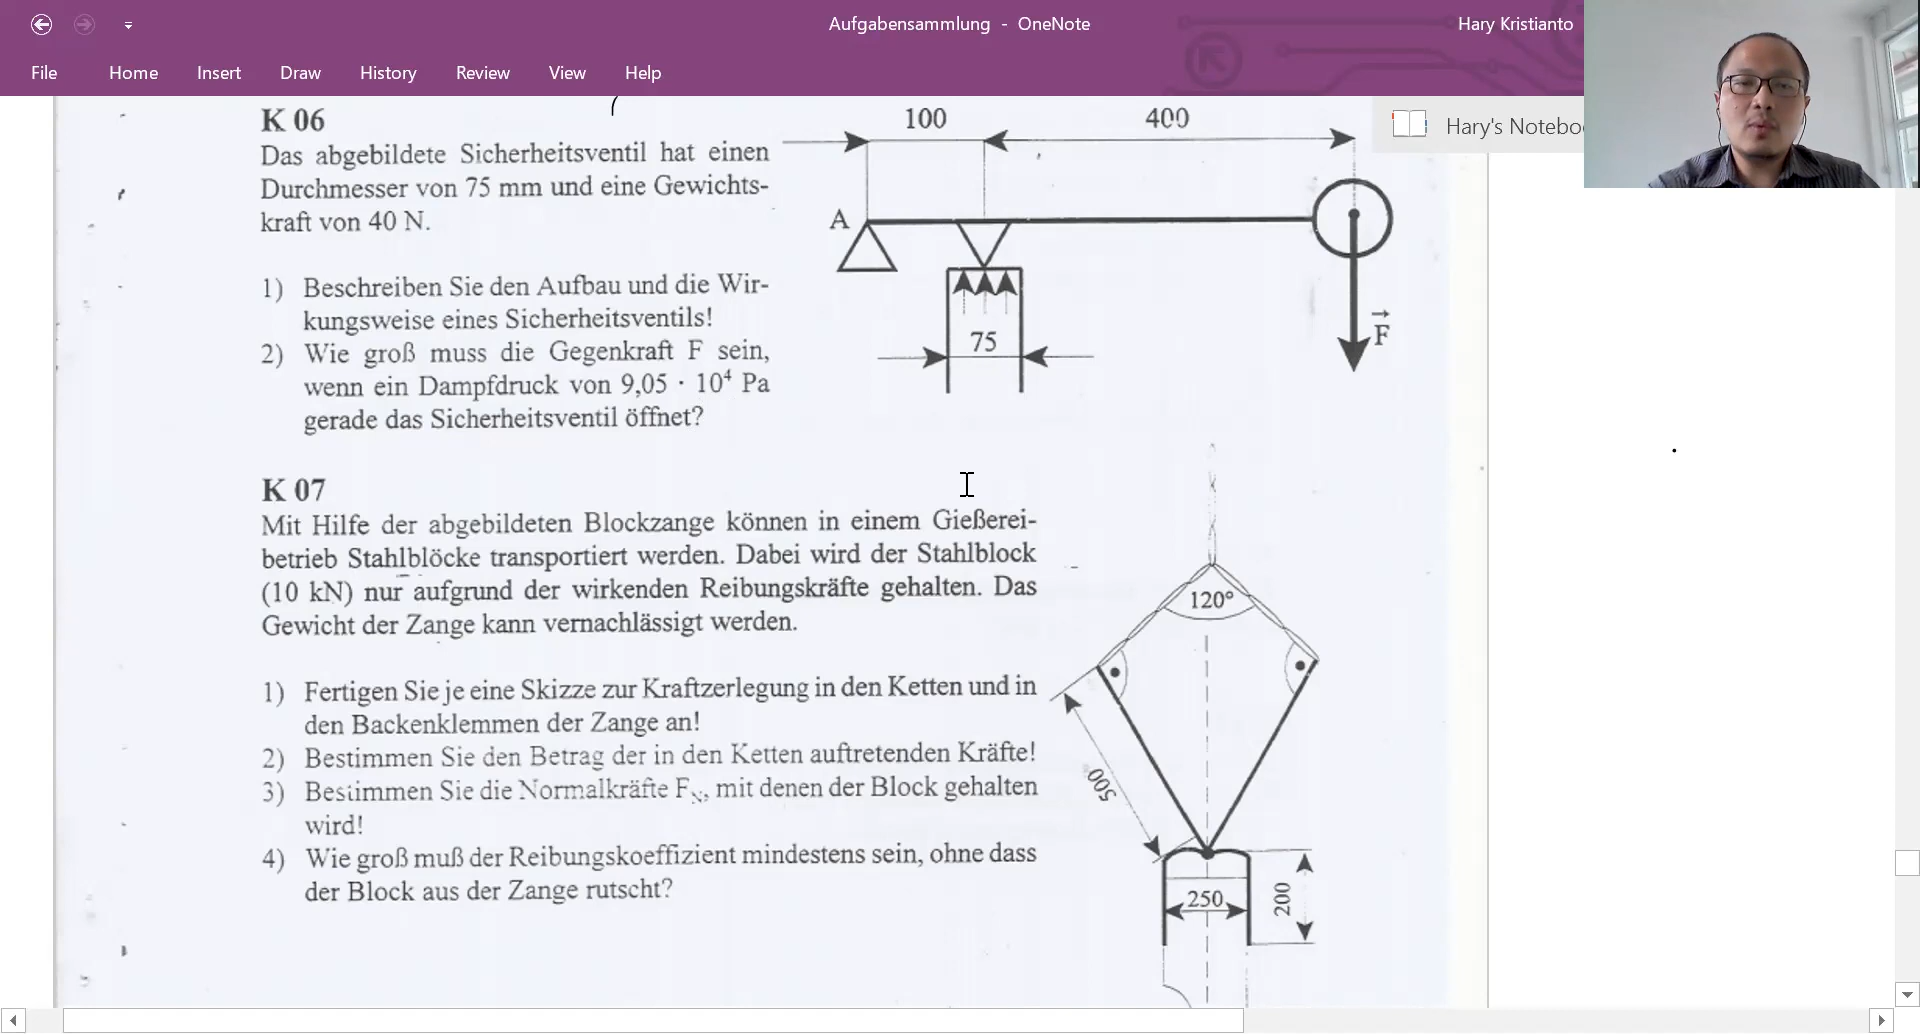 Aufgabensammlung - OneNote
Hary Kristianto
File Home Insert Draw History Review View Help
Hary's Notebo
K 06
Das abgebildete Sicherheitsventil hat einen
Durchmesser von 75 mm und eine Gewichts-
kraft von 40 N.
1) Beschreiben Sie den Aufbau und die Wir-
kungsweise eines Sicherheitsventils!
2) Wie groß muss die Gegenkraft F sein,
wenn ein Dampfdruck von 9,05 · 10⁴ Pa
gerade das Sicherheitsventil öffnet?
100
400
A
75
F
K 07
Mit Hilfe der abgebildeten Blockzange können in einem Gießerei-
betrieb Stahlblöcke transportiert werden. Dabei wird der Stahlblock
(10 kN) nur aufgrund der wirkenden Reibungskräfte gehalten. Das
Gewicht der Zange kann vernachlässigt werden.
1) Fertigen Sie je eine Skizze zur Kraftzerlegung in den Ketten und in
den Backenklemmen der Zange an!
2) Bestimmen Sie den Betrag der in den Ketten auftretenden Kräfte!
3) Bestimmen Sie die Normalkräfte F_N, mit denen der Block gehalten
wird!
4) Wie groß muß der Reibungskoeffizient mindestens sein, ohne dass
der Block aus der Zange rutscht?
120°
500
250
200